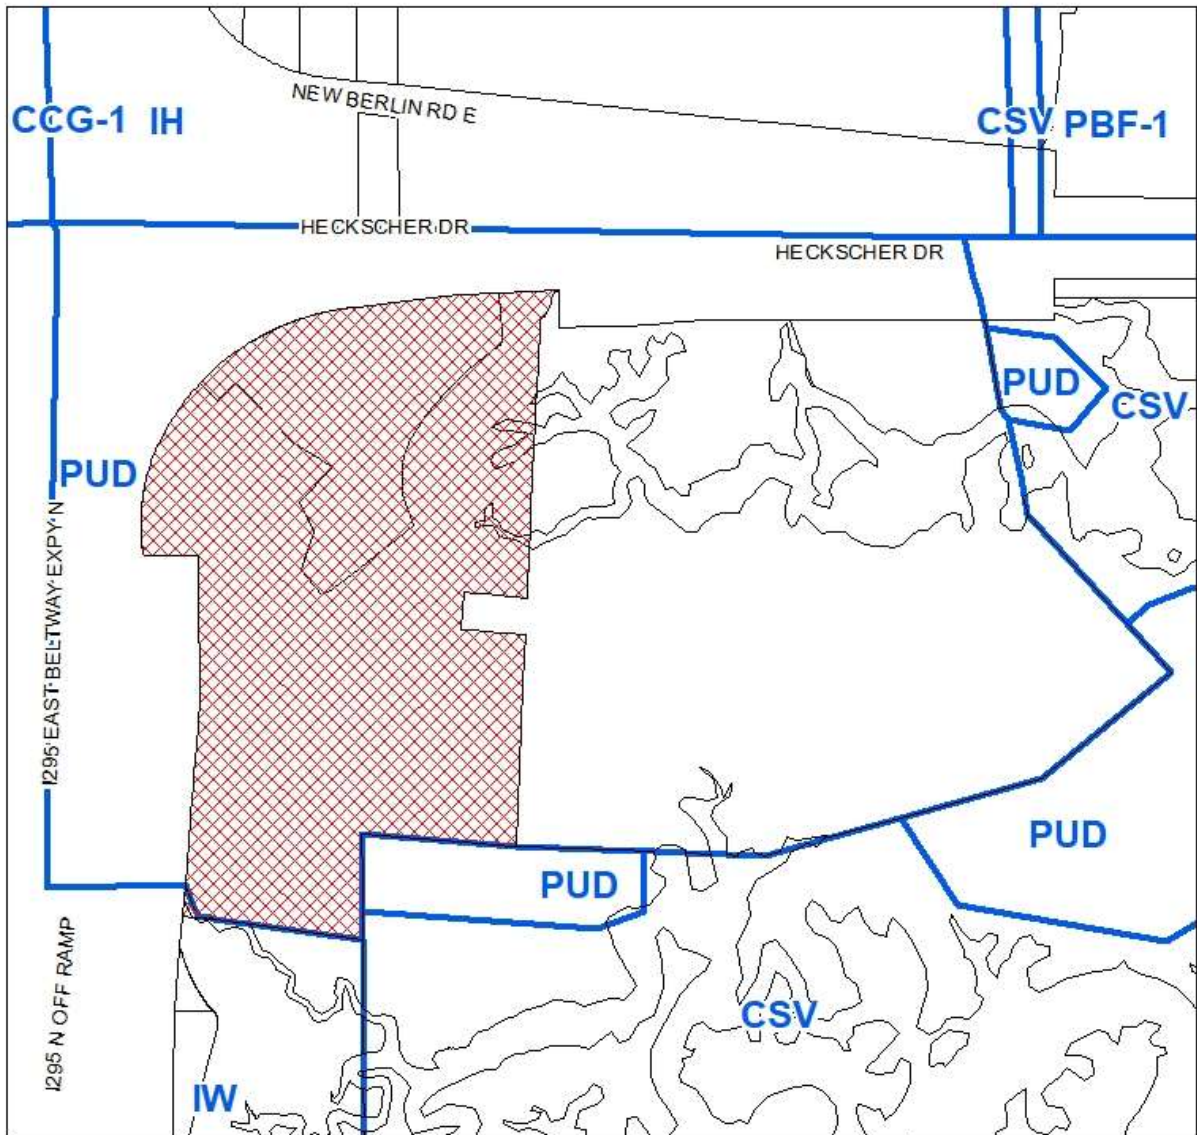 NEW BERLIN RD E
CCG-1 IH
CSV PBF-1
HECKSCHER DR
HECKSCHER DR
PUD
CSV
PUD
I295 EAST BELTWAY EXPY N
PUD
PUD
I295 N OFF RAMP
CSV
IW